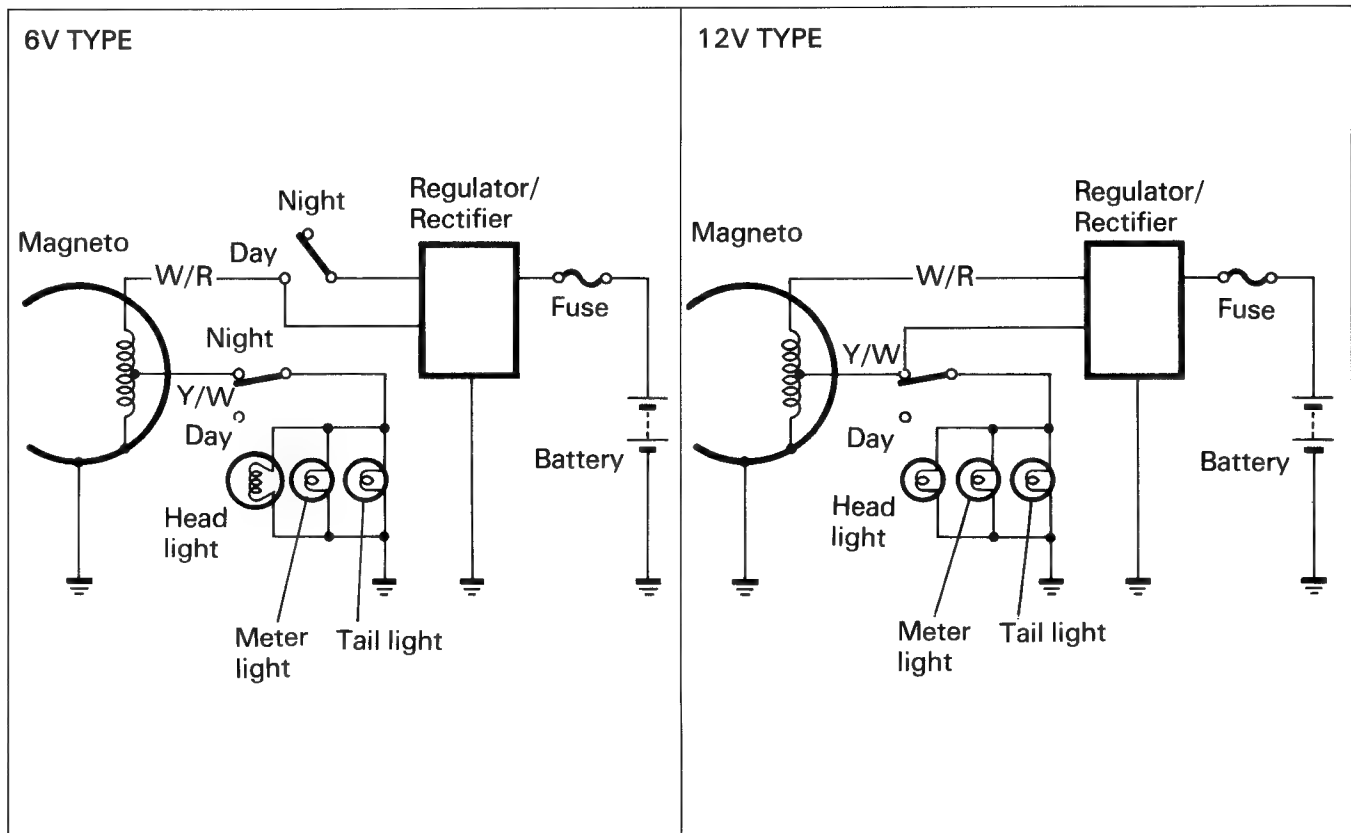 6V TYPE
Magneto
W/R
Day
Night
Regulator/
Rectifier
Fuse
Night
Y/W
Day
Head
light
Meter
light
Tail light
Battery
12V TYPE
Magneto
W/R
Regulator/
Rectifier
Fuse
Y/W
Day
Head
light
Meter
light
Tail light
Battery